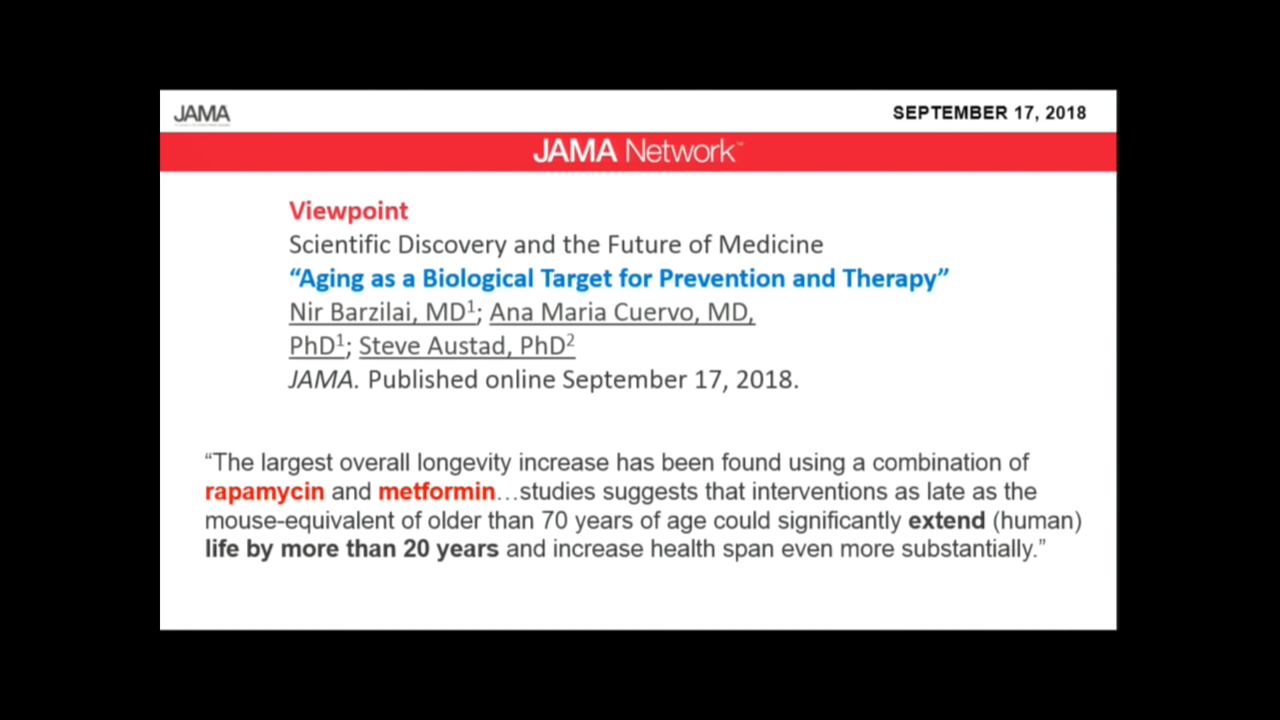 JAMA
SEPTEMBER 17, 2018
JAMA Network™
Viewpoint
Scientific Discovery and the Future of Medicine
“Aging as a Biological Target for Prevention and Therapy”
Nir Barzilai, MD1; Ana Maria Cuervo, MD,
PhD1; Steve Austad, PhD2
JAMA. Published online September 17, 2018.
“The largest overall longevity increase has been found using a combination of
rapamycin and metformin…studies suggests that interventions as late as the
mouse-equivalent of older than 70 years of age could significantly extend (human)
life by more than 20 years and increase health span even more substantially.”